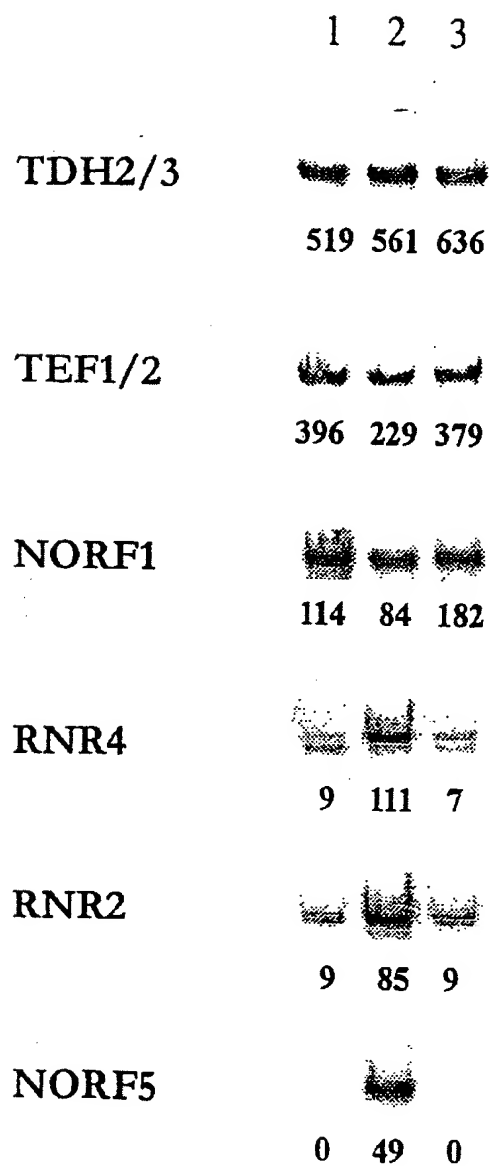 1 2 3
TDH2/3
519 561 636
TEF1/2
396 229 379
NORF1
114 84 182
RNR4
9 111 7
RNR2
9 85 9
NORF5
0 49 0